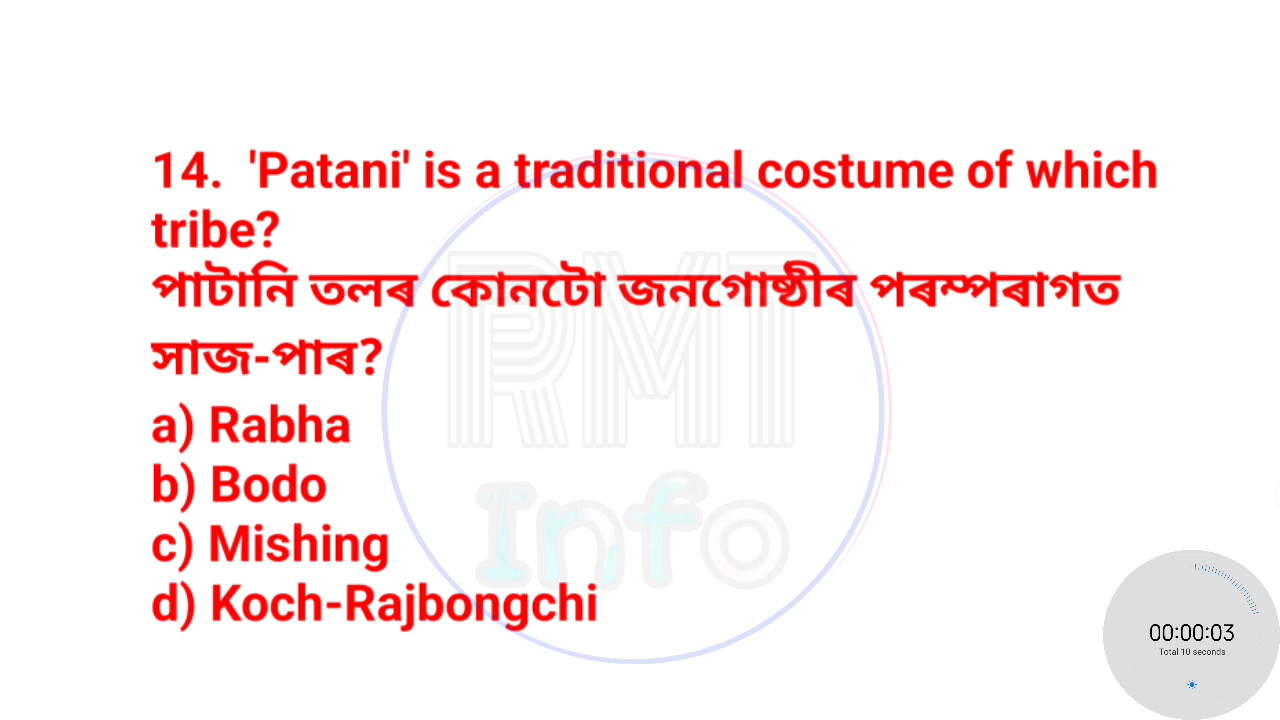 14. 'Patani' is a traditional costume of which
tribe?
পাটানি তলৰ কোনটো জনগোষ্ঠীৰ পৰম্পৰাগত
সাজ-পাৰ?
a) Rabha
b) Bodo
c) Mishing
d) Koch-Rajbongchi
RMT
Info
00:00:03
Total 10 seconds